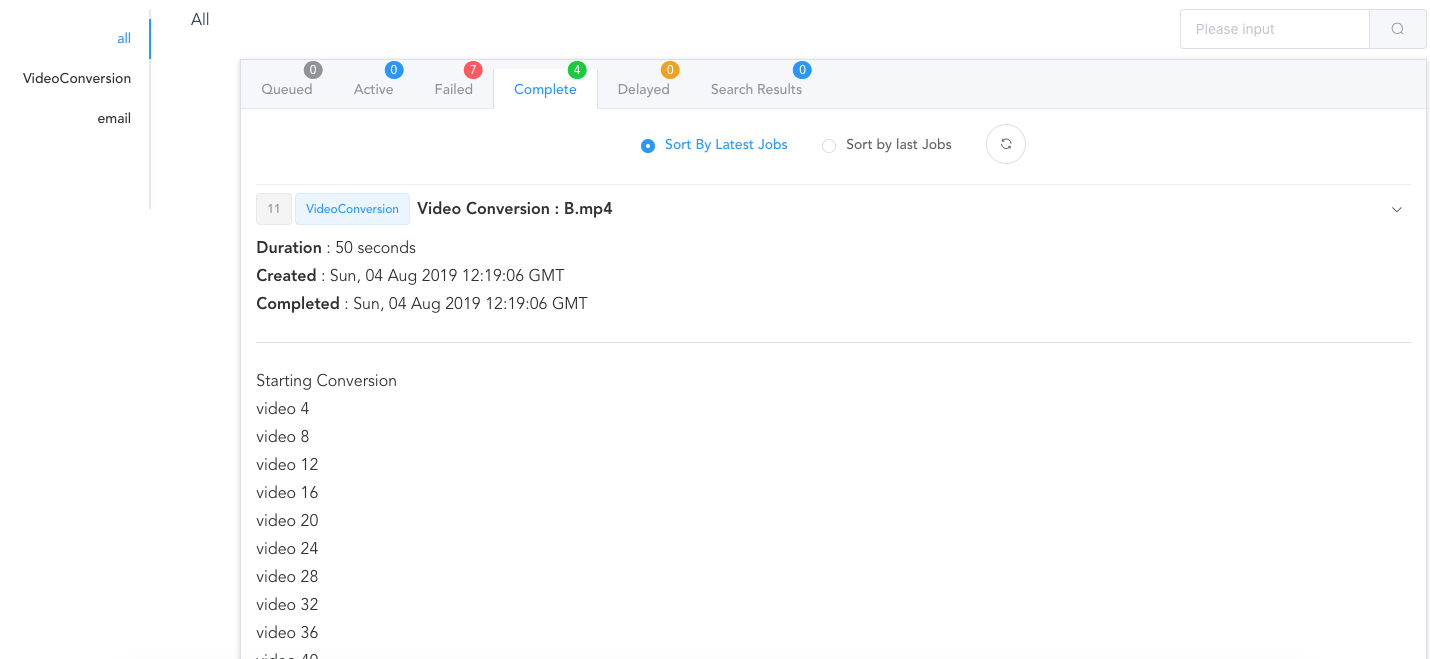 all
VideoConversion
email
All
Please input
0 0 7 4 0 0
Queued Active Failed Complete Delayed Search Results
Sort By Latest Jobs Sort by last Jobs
11 VideoConversion Video Conversion : B.mp4
Duration : 50 seconds
Created : Sun, 04 Aug 2019 12:19:06 GMT
Completed : Sun, 04 Aug 2019 12:19:06 GMT
Starting Conversion
video 4
video 8
video 12
video 16
video 20
video 24
video 28
video 32
video 36
video 40